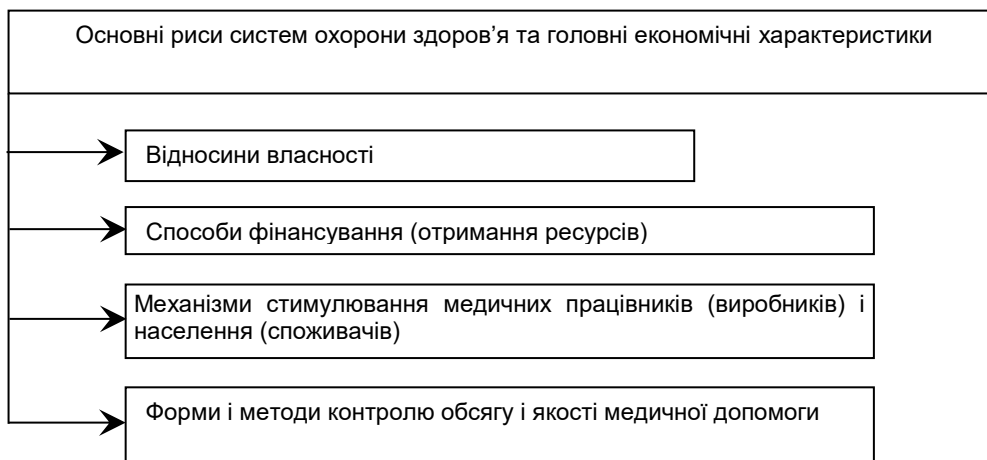 Основні риси систем охорони здоров’я та головні економічні характеристики
Відносини власності
Способи фінансування (отримання ресурсів)
Механізми стимулювання медичних працівників (виробників) і
населення (споживачів)
Форми і методи контролю обсягу і якості медичної допомоги